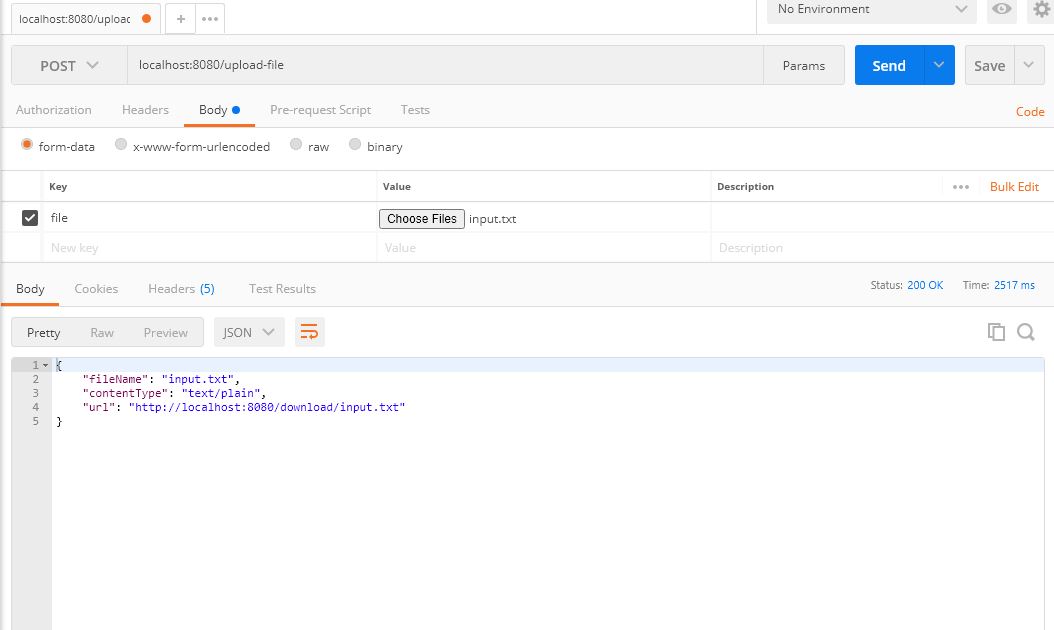 localhost:8080/upload + ••• No Environment
POST localhost:8080/upload-file Params Send Save
Authorization Headers Body Pre-request Script Tests Code
form-data x-www-form-urlencoded raw binary
Key Value Description ••• Bulk Edit
file Choose Files input.txt
New key Value Description
Body Cookies Headers (5) Test Results Status: 200 OK Time: 2517 ms
Pretty Raw Preview JSON
1 {
2 "fileName": "input.txt",
3 "contentType": "text/plain",
4 "url": "http://localhost:8080/download/input.txt"
5 }